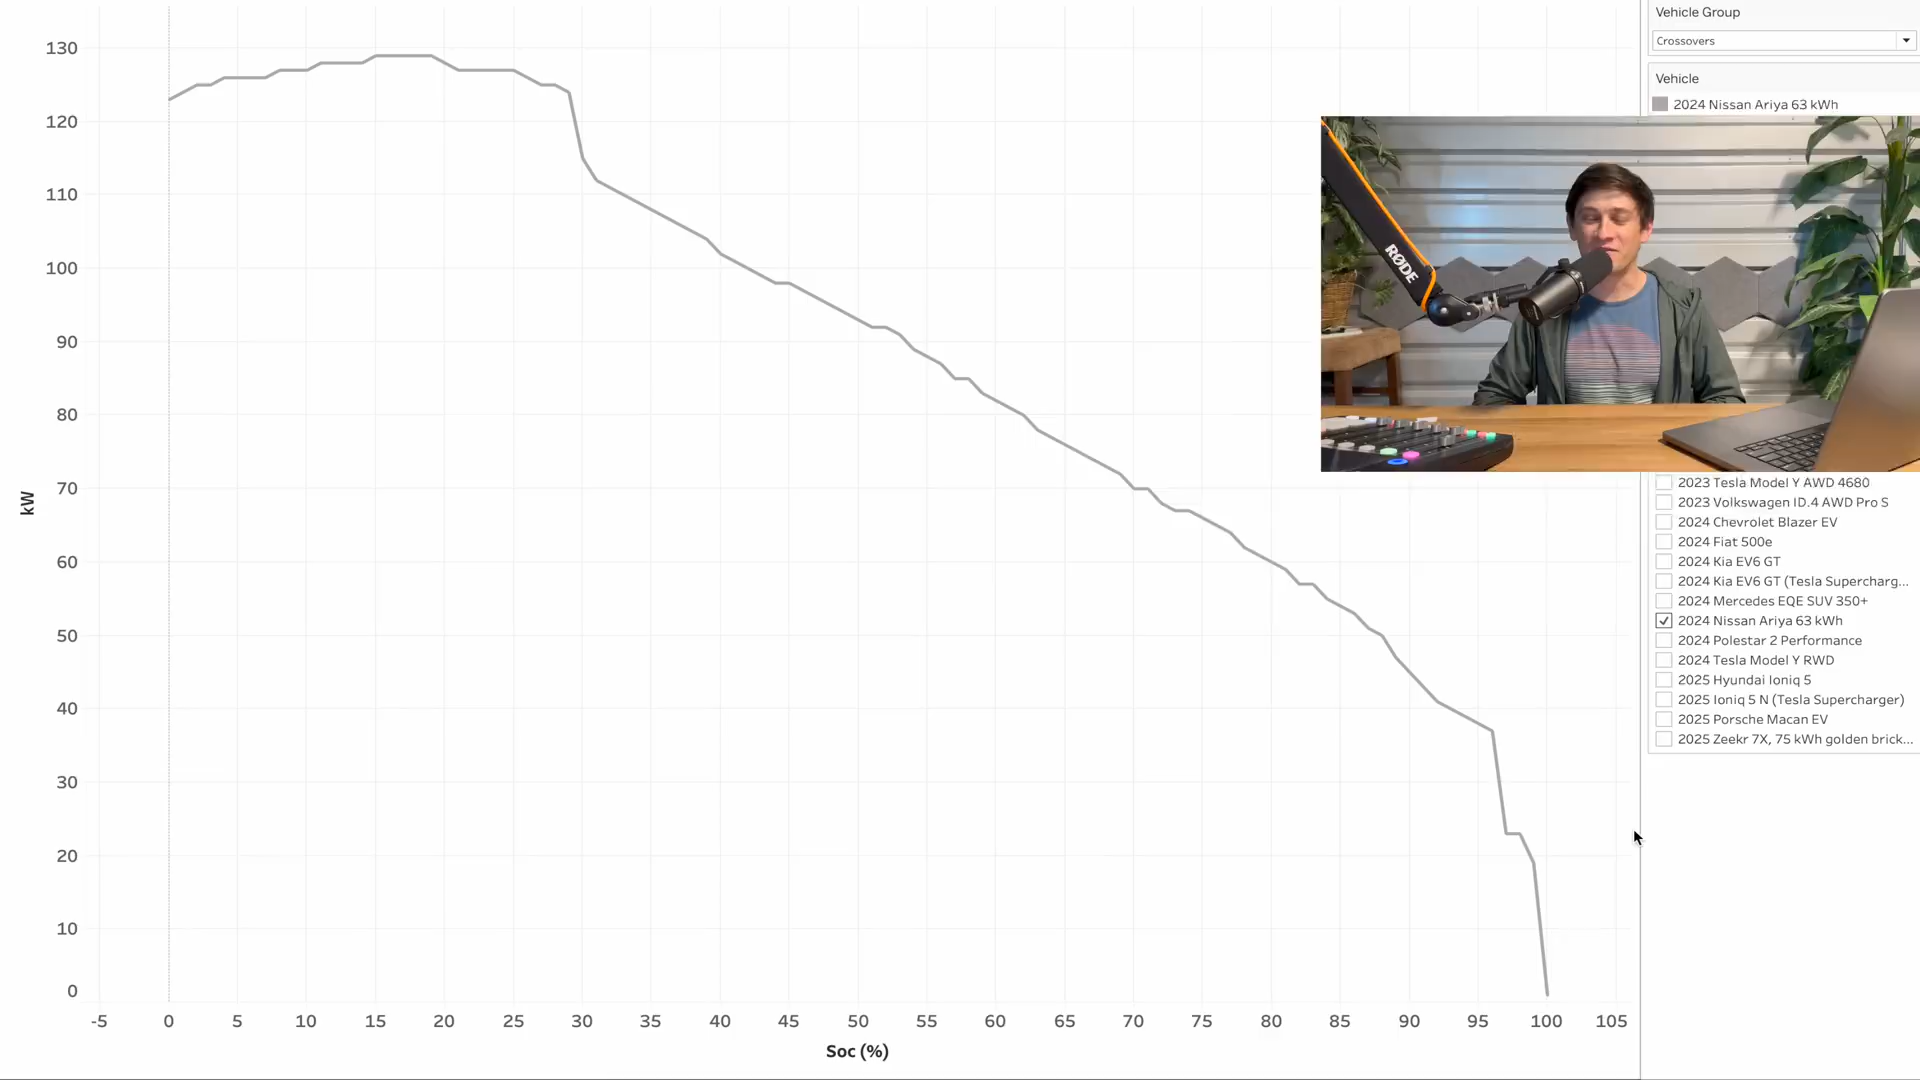 Vehicle Group
Crossovers
Vehicle
2024 Nissan Ariya 63 kWh
RØDE
2023 Tesla Model Y AWD 4680
2023 Volkswagen ID.4 AWD Pro S
2024 Chevrolet Blazer EV
2024 Fiat 500e
2024 Kia EV6 GT
2024 Kia EV6 GT (Tesla Supercharg...
2024 Mercedes EQE SUV 350+
2024 Nissan Ariya 63 kWh
2024 Polestar 2 Performance
2024 Tesla Model Y RWD
2025 Hyundai Ioniq 5
2025 Ioniq 5 N (Tesla Supercharger)
2025 Porsche Macan EV
2025 Zeekr 7X, 75 kWh golden brick...
130
120
110
100
90
80
70
60
50
40
30
20
10
0
kW
-5 0 5 10 15 20 25 30 35 40 45 50 55 60 65 70 75 80 85 90 95 100 105
Soc (%)